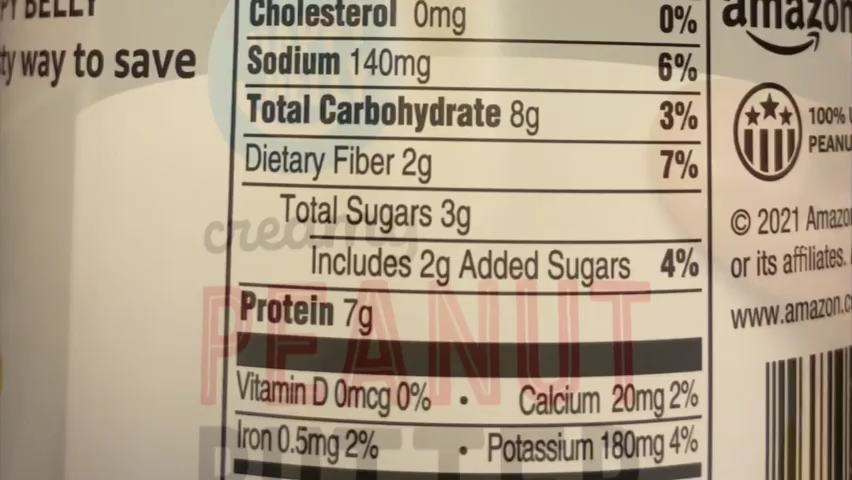 BELLY
way to save
Cholesterol 0mg 0%
Sodium 140mg 6%
Total Carbohydrate 8g 3%
Dietary Fiber 2g 7%
Total Sugars 3g
Includes 2g Added Sugars 4%
Protein 7g
Vitamin D 0mcg 0% • Calcium 20mg 2%
Iron 0.5mg 2% • Potassium 180mg 4%
amazon
100%
© 2021 Amazon
or its affiliates.
www.amazon.c
creamy
PEANUT
BUTTER